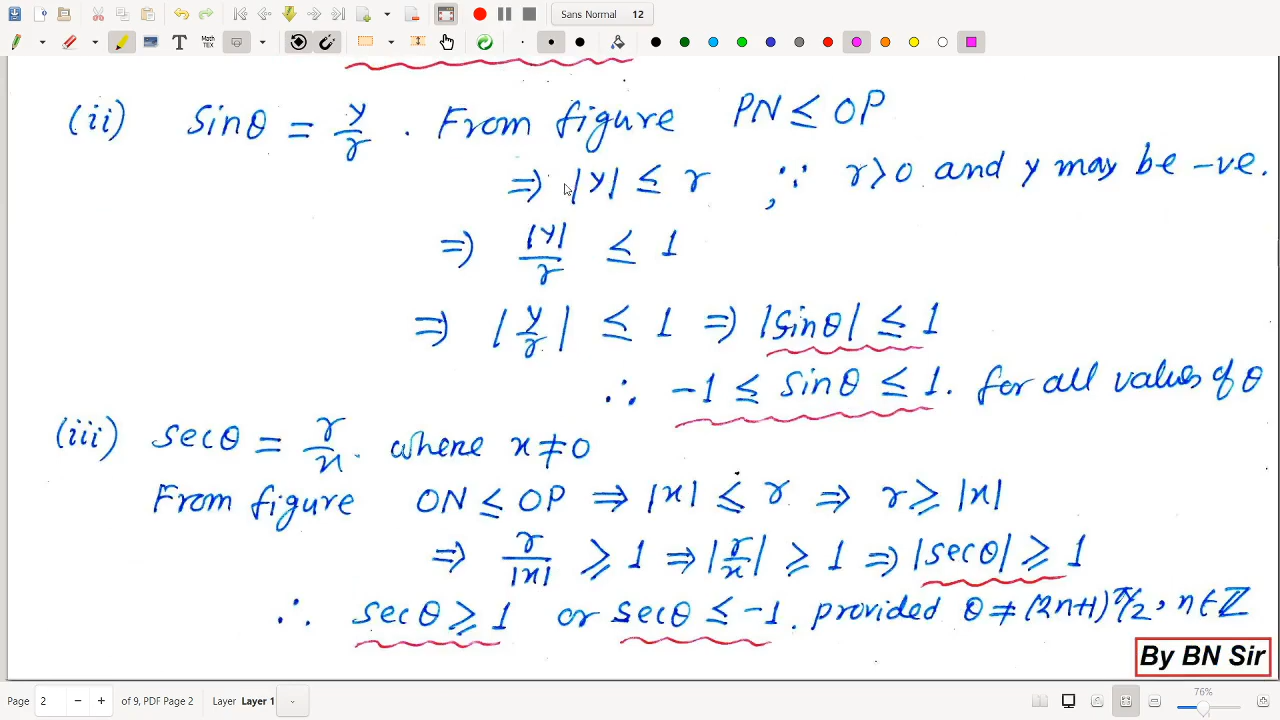 Sans Normal 12
Math TEX
(ii) Sinθ = y/r . From figure PN ≤ OP
⇒ |y| ≤ r , ∵ r>0 and y may be -ve.
⇒ |y|/r ≤ 1
⇒ |y/r| ≤ 1 ⇒ |sinθ| ≤ 1
∴ -1 ≤ sinθ ≤ 1. for all values of θ
(iii) secθ = r/x . where x≠0
From figure ON ≤ OP ⇒ |x| ≤ r ⇒ r ≥ |x|
⇒ r/|x| ≥ 1 ⇒ |r/x| ≥ 1 ⇒ |secθ| ≥ 1
∴ secθ ≥ 1 or secθ ≤ -1. provided θ ≠ (2n+1)π/2, n∈ℤ
By BN Sir
Page 2 of 9, PDF Page 2 Layer Layer 1 76%